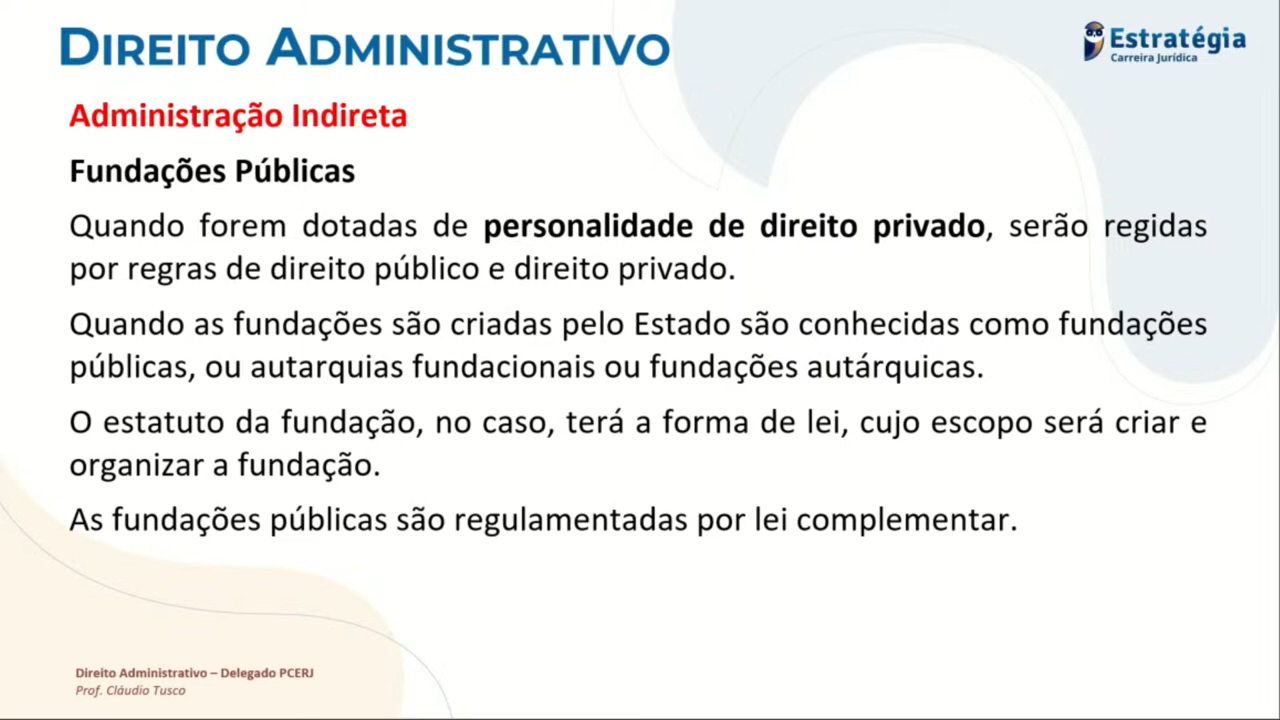 DIREITO ADMINISTRATIVO
Estratégia
Carreira Jurídica
Administração Indireta
Fundações Públicas
Quando forem dotadas de personalidade de direito privado, serão regidas
por regras de direito público e direito privado.
Quando as fundações são criadas pelo Estado são conhecidas como fundações
públicas, ou autarquias fundacionais ou fundações autárquicas.
O estatuto da fundação, no caso, terá a forma de lei, cujo escopo será criar e
organizar a fundação.
As fundações públicas são regulamentadas por lei complementar.
Direito Administrativo – Delegado PCERJ
Prof. Cláudio Tusco